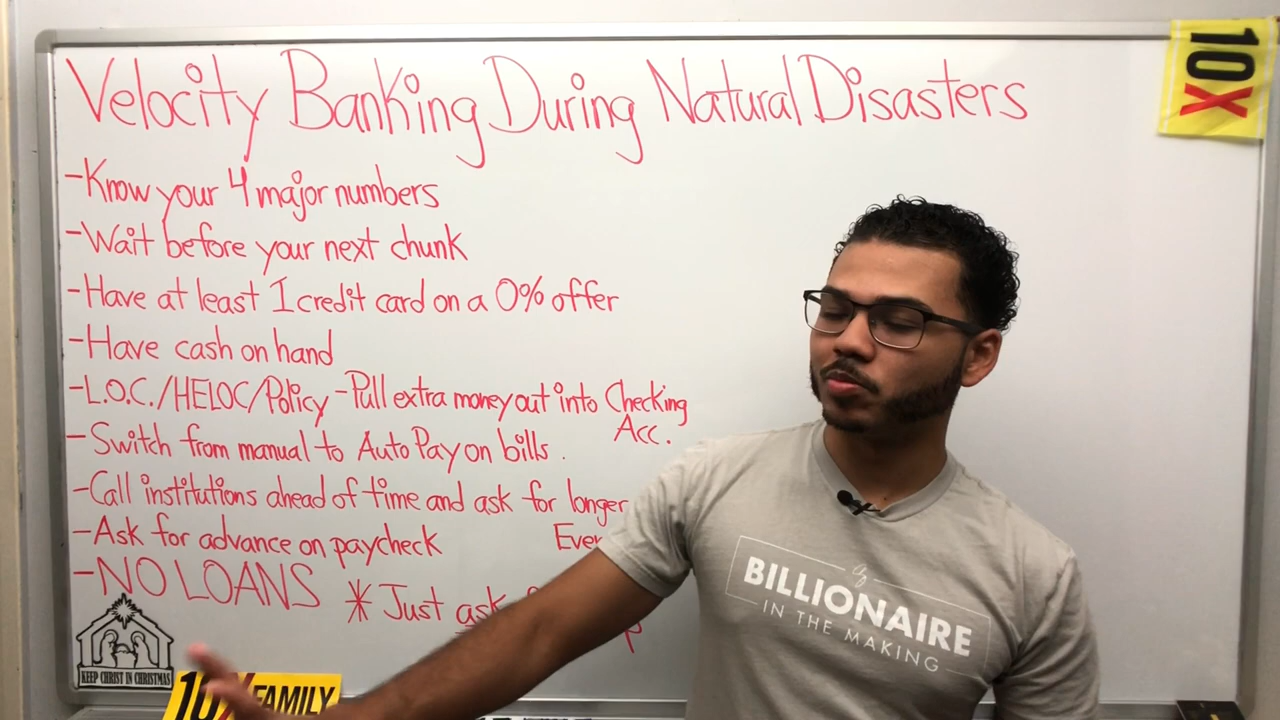 Velocity Banking During Natural Disasters
10X
-Know your 4 major numbers
-Wait before your next chunk
-Have at least 1 credit card on a 0% offer
-Have cash on hand
-L.O.C./HELOC/Policy -Pull extra money out into Checking
Acc.
-Switch from manual to Auto Pay on bills.
-Call institutions ahead of time and ask for longer
-Ask for advance on paycheck
-NO LOANS * Just ask
KEEP CHRIST IN CHRISTMAS
10X FAMILY
BILLIONAIRE
IN THE MAKING